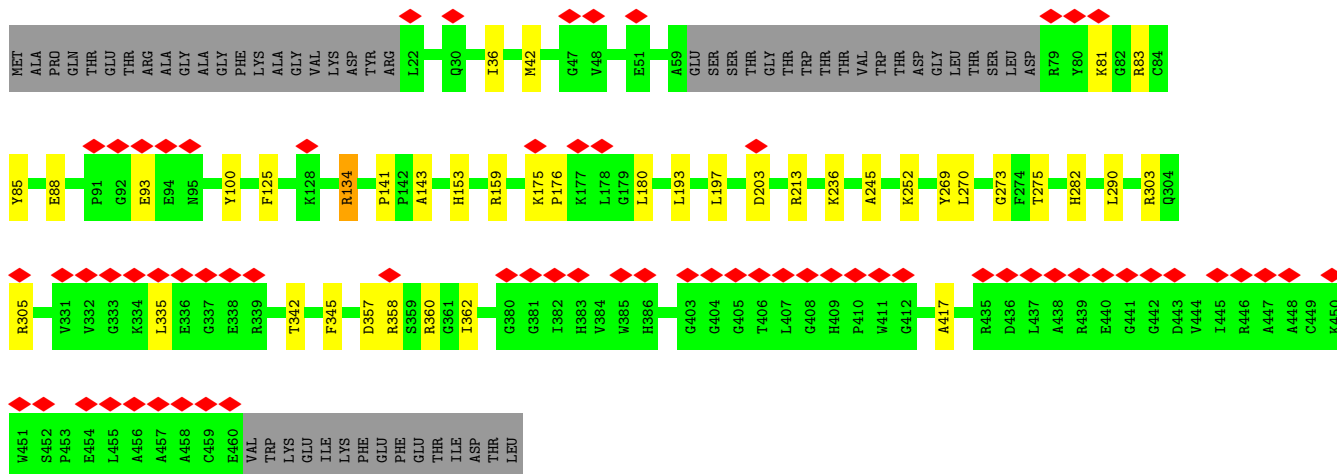 MET ALA PRO GLN THR GLU THR ARG ALA GLY ALA GLY PHE LYS ALA GLY VAL LYS ASP TYR ARG L22 Q30 I36 M42 G47 V48 E51 A59 GLU SER SER THR GLY THR TRP THR THR VAL TRP THR ASP GLY LEU THR SER LEU ASP R79 Y80 K81 G82 R83 C84
Y85 E88 P91 G92 E93 E94 N95 Y100 F125 K128 R134 P141 P142 A143 H153 R159 K175 P176 K177 L178 G179 L180 L193 L197 D203 R213 K236 A245 K252 Y269 L270 G273 F274 T275 H282 L290 R303 Q304
R305 V331 V332 G333 K334 L335 E336 G337 E338 R339 T342 F345 D357 R358 S359 R360 G361 I362 G380 G381 I382 H383 V384 W385 H386 G403 G404 G405 T406 L407 G408 H409 P410 W411 G412 A417 R435 D436 L437 A438 R439 E440 G441 G442 D443 V444 I445 R446 A447 A448 C449 K450
W451 S452 P453 E454 L455 A456 A457 A458 C459 E460 VAL TRP LYS GLU ILE LYS PHE GLU PHE GLU THR ILE ASP THR LEU